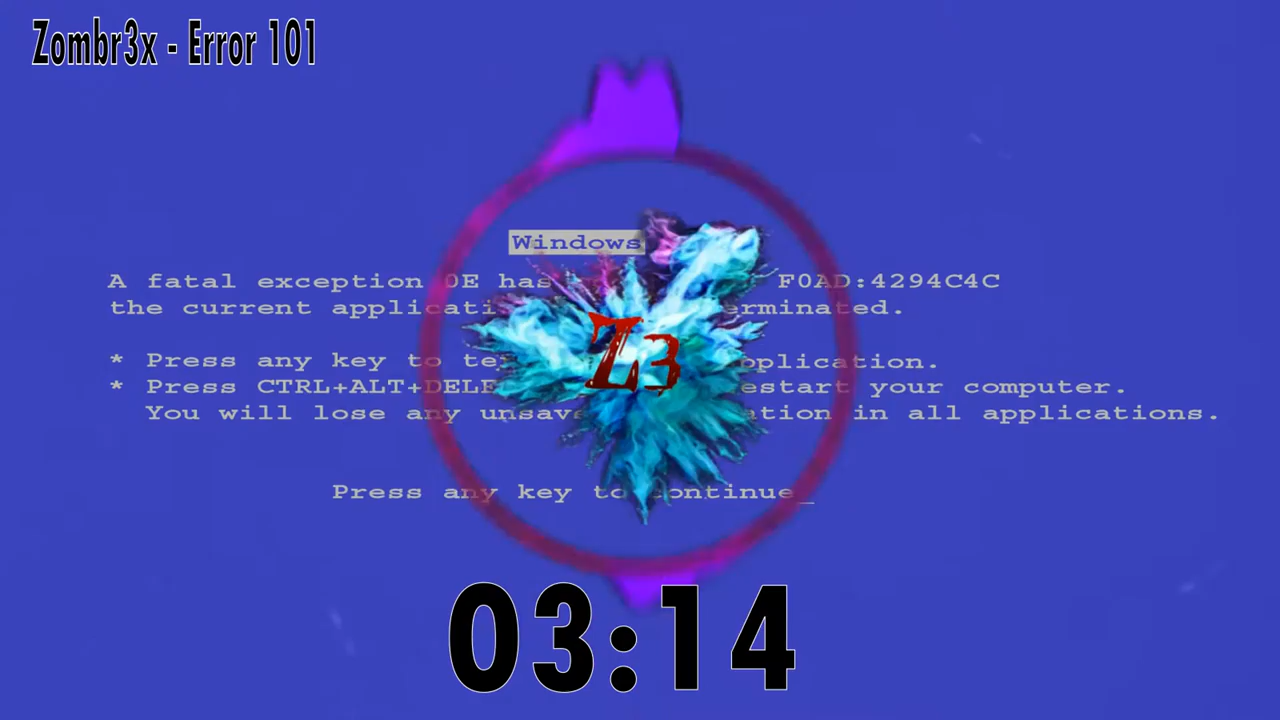 Zombr3x - Error 101
Windows
A fatal exception 0E has F0AD:4294C4C
the current applicati erminated.
* Press any key to te pplication.
* Press CTRL+ALT+DELE estart your computer.
You will lose any unsav ation in all applications.
Z3
Press any key to continue_
03:14